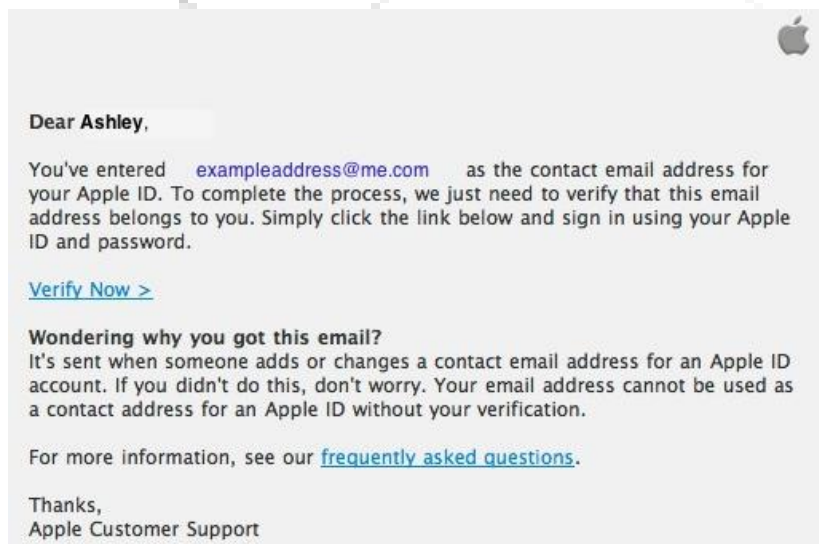 Dear Ashley,
You've entered exampleaddress@me.com as the contact email address for
your Apple ID. To complete the process, we just need to verify that this email
address belongs to you. Simply click the link below and sign in using your Apple
ID and password.
Verify Now >
Wondering why you got this email?
It's sent when someone adds or changes a contact email address for an Apple ID
account. If you didn't do this, don't worry. Your email address cannot be used as
a contact address for an Apple ID without your verification.
For more information, see our frequently asked questions.
Thanks,
Apple Customer Support